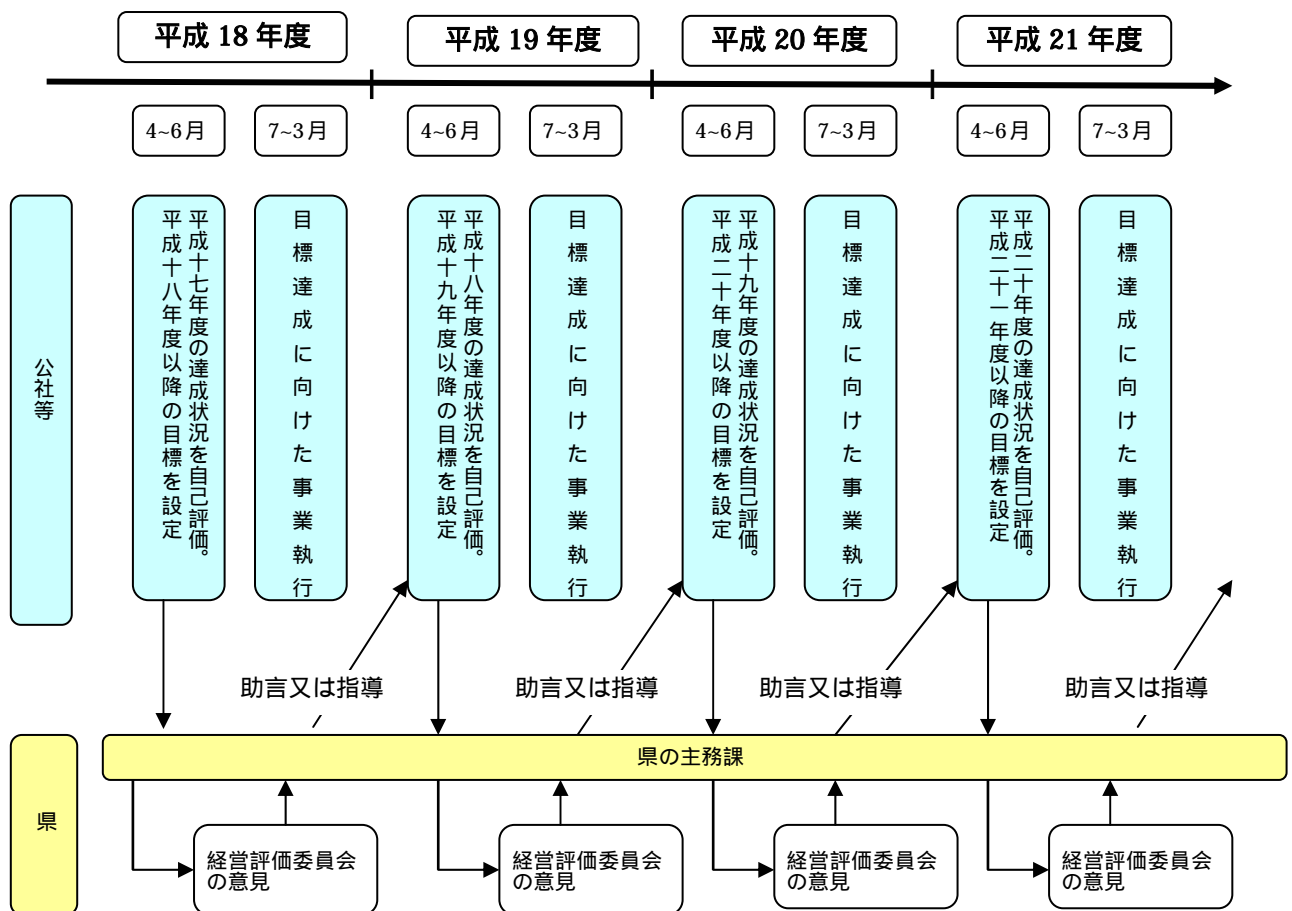 平成 18 年度
平成 19 年度
平成 20 年度
平成 21 年度
4~6月
7~3月
4~6月
7~3月
4~6月
7~3月
4~6月
7~3月
公社等
平成十七年度の達成状況を自己評価。
平成十八年度以降の目標を設定
目標達成に向けた事業執行
平成十八年度の達成状況を自己評価。
平成十九年度以降の目標を設定
目標達成に向けた事業執行
平成十九年度の達成状況を自己評価。
平成二十年度以降の目標を設定
目標達成に向けた事業執行
平成二十年度の達成状況を自己評価。
平成二十一年度以降の目標を設定
目標達成に向けた事業執行
助言又は指導
助言又は指導
助言又は指導
助言又は指導
県
県の主務課
経営評価委員会
の意見
経営評価委員会
の意見
経営評価委員会
の意見
経営評価委員会
の意見